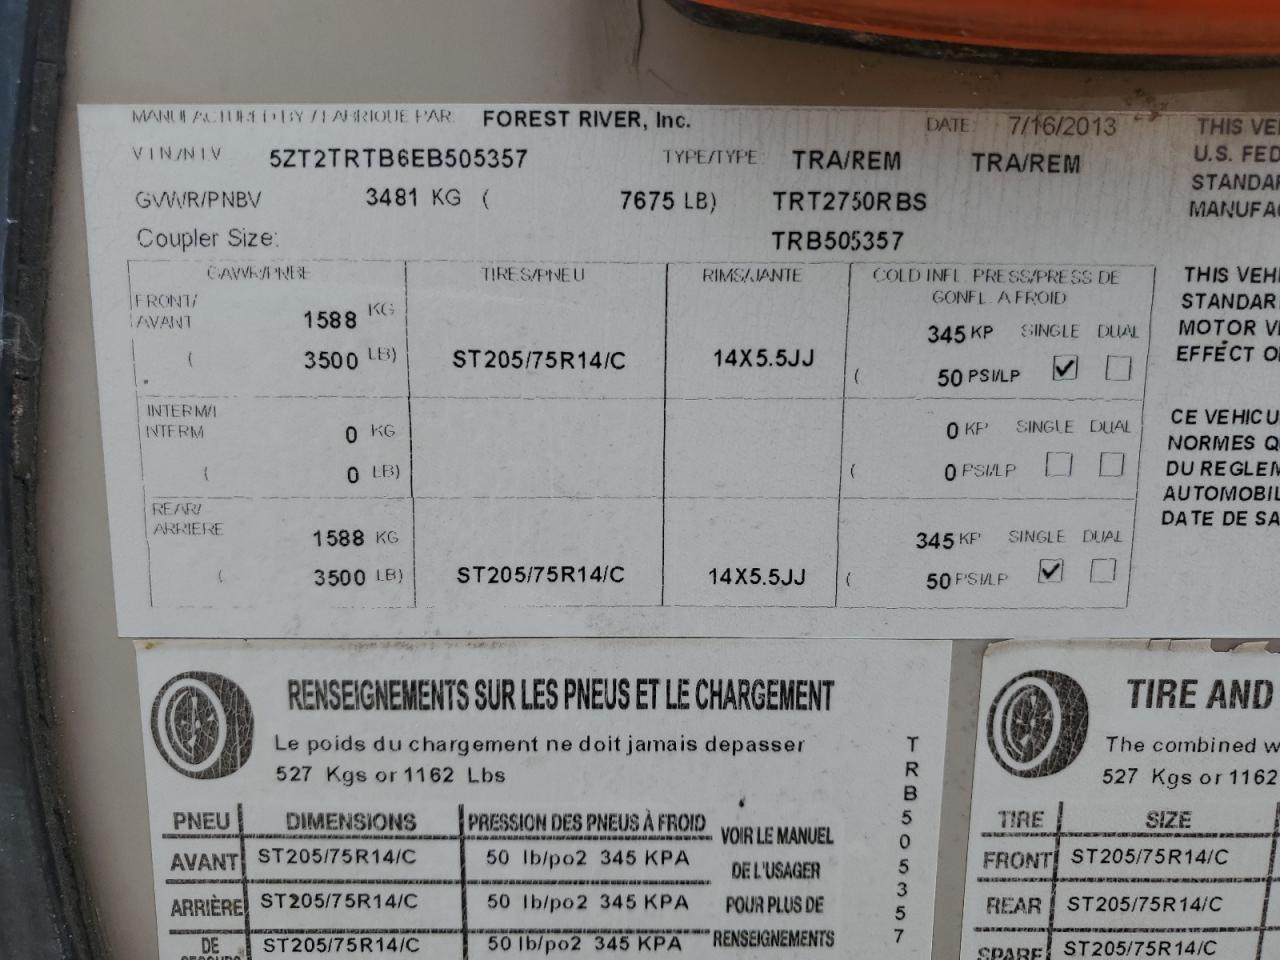 MANUFACTURED BY / FABRIQUE PAR: FOREST RIVER, Inc. DATE: 7/16/2013
VIN/NIV 5ZT2TRTB6EB505357 TYPE/TYPE: TRA/REM TRA/REM
GVWR/PNBV 3481 KG ( 7675 LB) TRT2750RBS
Coupler Size: TRB505357
GAWR/PNBE TIRES/PNEU RIMS/JANTE COLD INFL. PRESS/PRESS DE
GONFL. A FROID
FRONT/
AVANT 1588 KG 345 KP SINGLE DUAL
( 3500 LB) ST205/75R14/C 14X5.5JJ ( 50 PSI/LP
INTERM/I
NTERM 0 KG 0 KP SINGLE DUAL
( 0 LB) ( 0 PSI/LP
REAR/
ARRIERE 1588 KG 345 KP SINGLE DUAL
( 3500 LB) ST205/75R14/C 14X5.5JJ ( 50 PSI/LP
THIS VEH
U.S. FED
STANDAR
MANUFAC
THIS VEHI
STANDAR
MOTOR VE
EFFECT O
CE VEHICU
NORMES Q
DU REGLEM
AUTOMOBIL
DATE DE SA
RENSEIGNEMENTS SUR LES PNEUS ET LE CHARGEMENT
Le poids du chargement ne doit jamais depasser
527 Kgs or 1162 Lbs
PNEU DIMENSIONS PRESSION DES PNEUS À FROID
AVANT ST205/75R14/C 50 lb/po2 345 KPA
ARRIÈRE ST205/75R14/C 50 lb/po2 345 KPA
DE ST205/75R14/C 50 lb/po2 345 KPA
VOIR LE MANUEL
DE L'USAGER
POUR PLUS DE
RENSEIGNEMENTS
TRB505357
TIRE AND
The combined w
527 Kgs or 1162
TIRE SIZE
FRONT ST205/75R14/C
REAR ST205/75R14/C
SPARE ST205/75R14/C